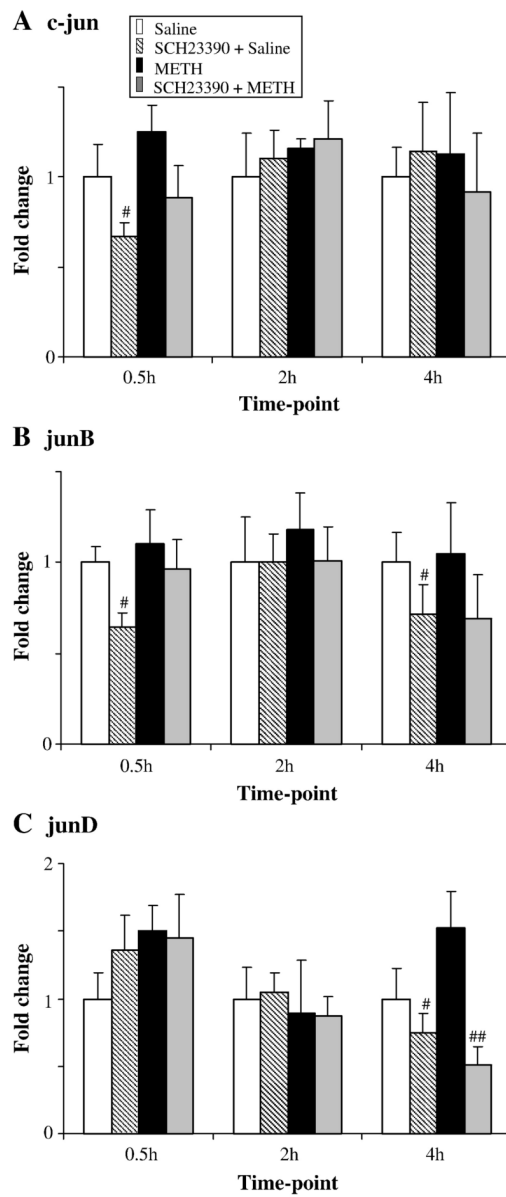 A c-jun
Saline
SCH23390 + Saline
METH
SCH23390 + METH
Fold change
1
0
#
0.5h
2h
4h
Time-point
B junB
Fold change
1
0
#
#
0.5h
2h
4h
Time-point
C junD
Fold change
2
1
0
#
##
0.5h
2h
4h
Time-point